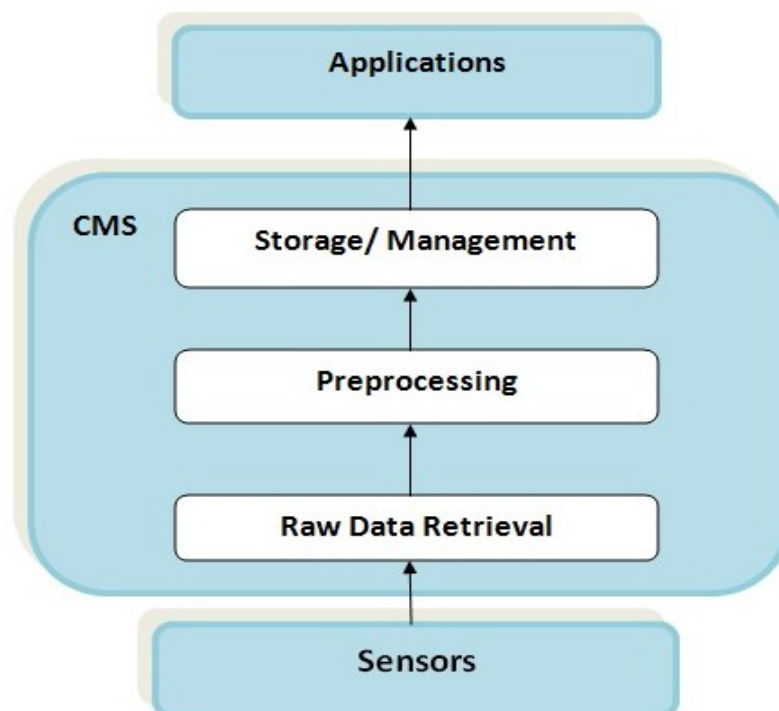 Applications
CMS
Storage/ Management
Preprocessing
Raw Data Retrieval
Sensors